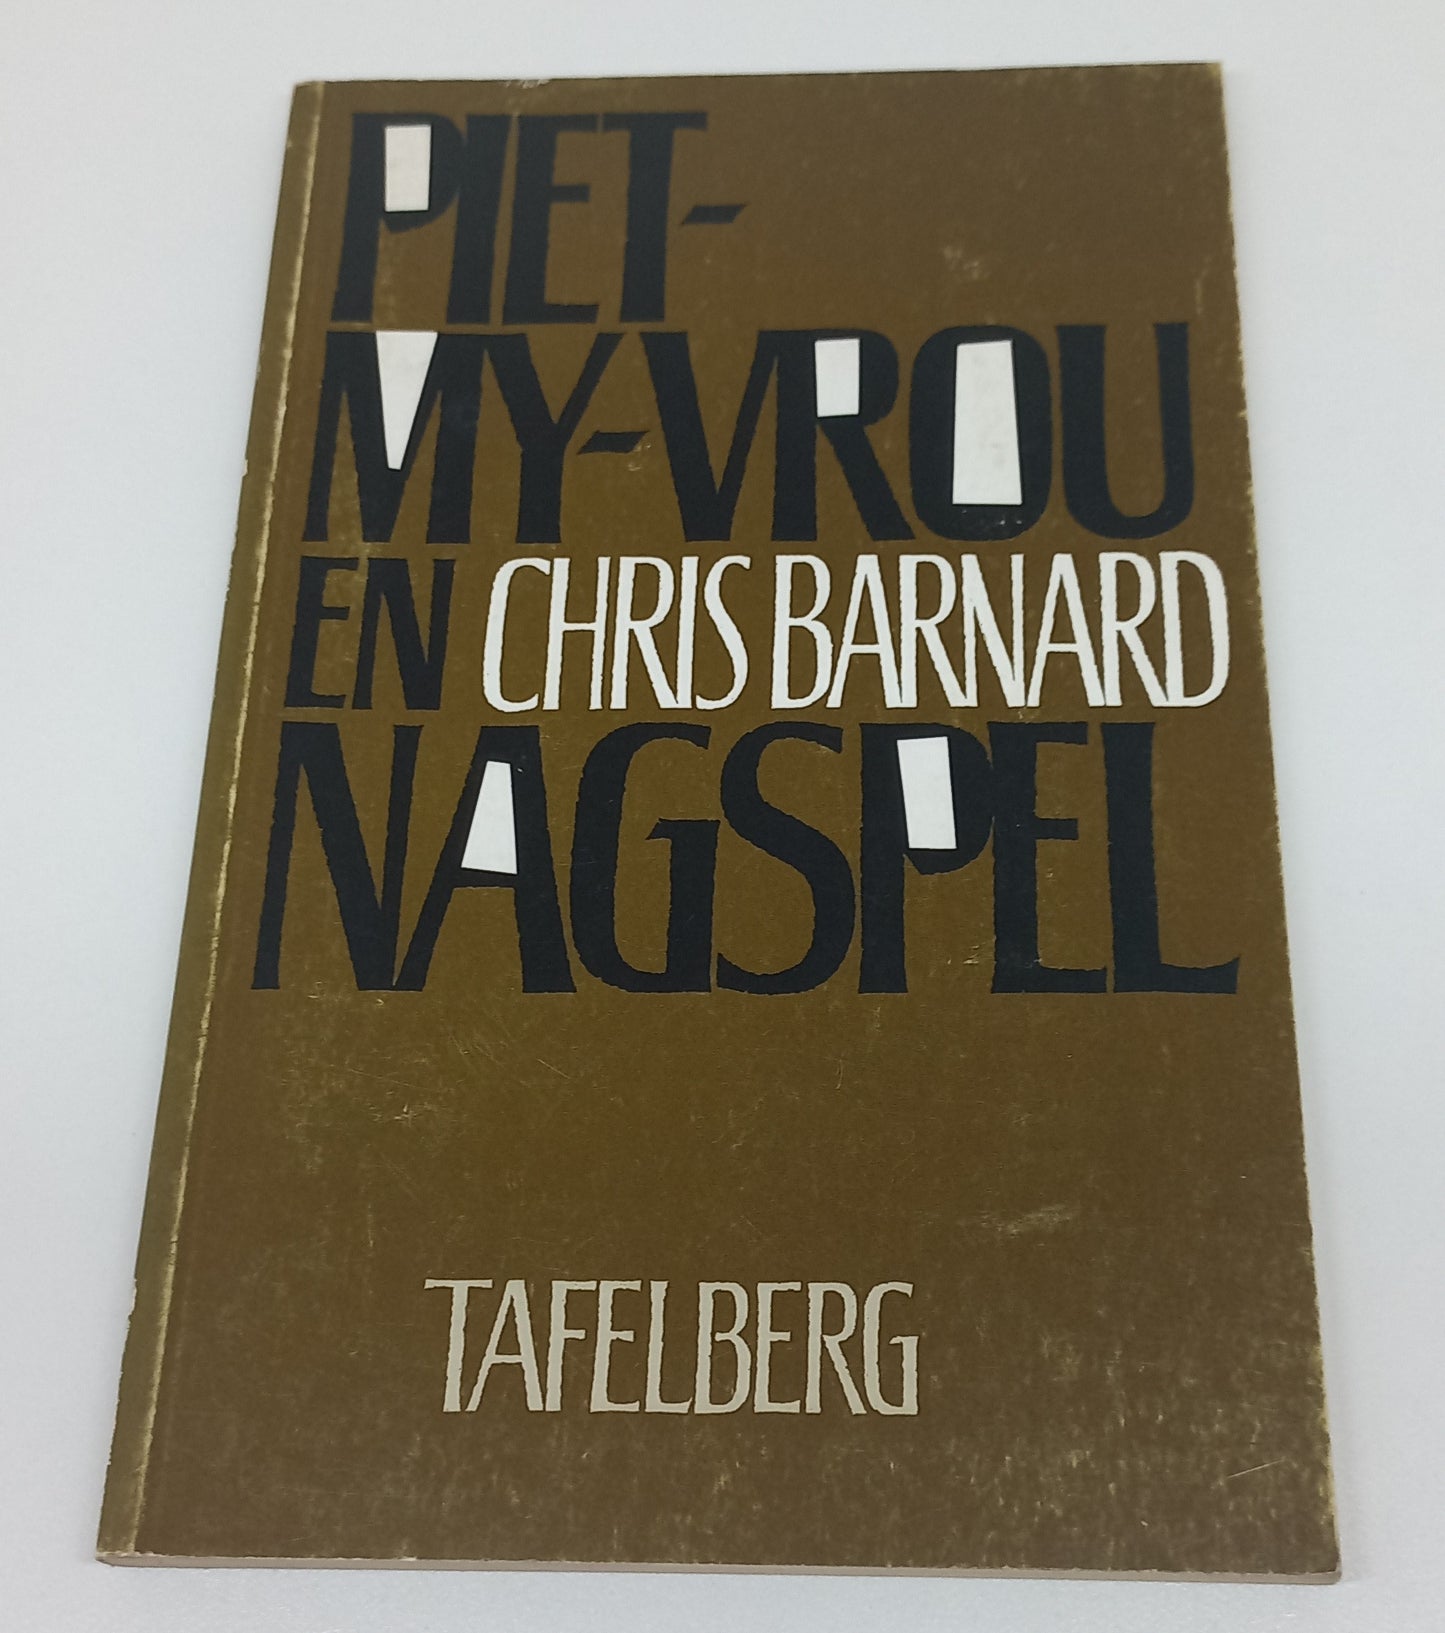 PIET-
MY-VROU
EN CHRIS BARNARD
NAGSPEL
TAFELBERG